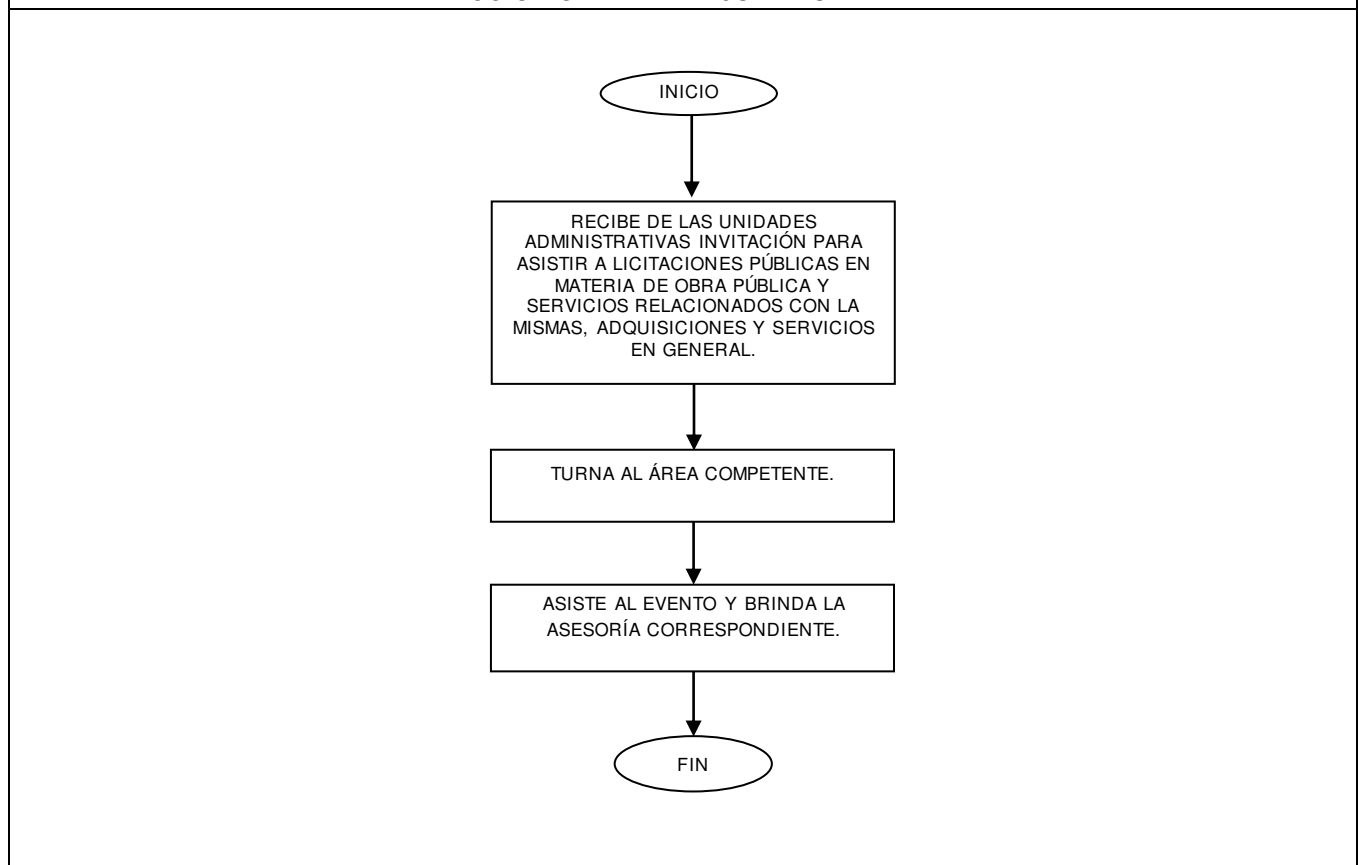 INICIO
RECIBE DE LAS UNIDADES
ADMINISTRATIVAS INVITACIÓN PARA
ASISTIR A LICITACIONES PÚBLICAS EN
MATERIA DE OBRA PÚBLICA Y
SERVICIOS RELACIONADOS CON LA
MISMAS, ADQUISICIONES Y SERVICIOS
EN GENERAL.
TURNA AL ÁREA COMPETENTE.
ASISTE AL EVENTO Y BRINDA LA
ASESORÍA CORRESPONDIENTE.
FIN